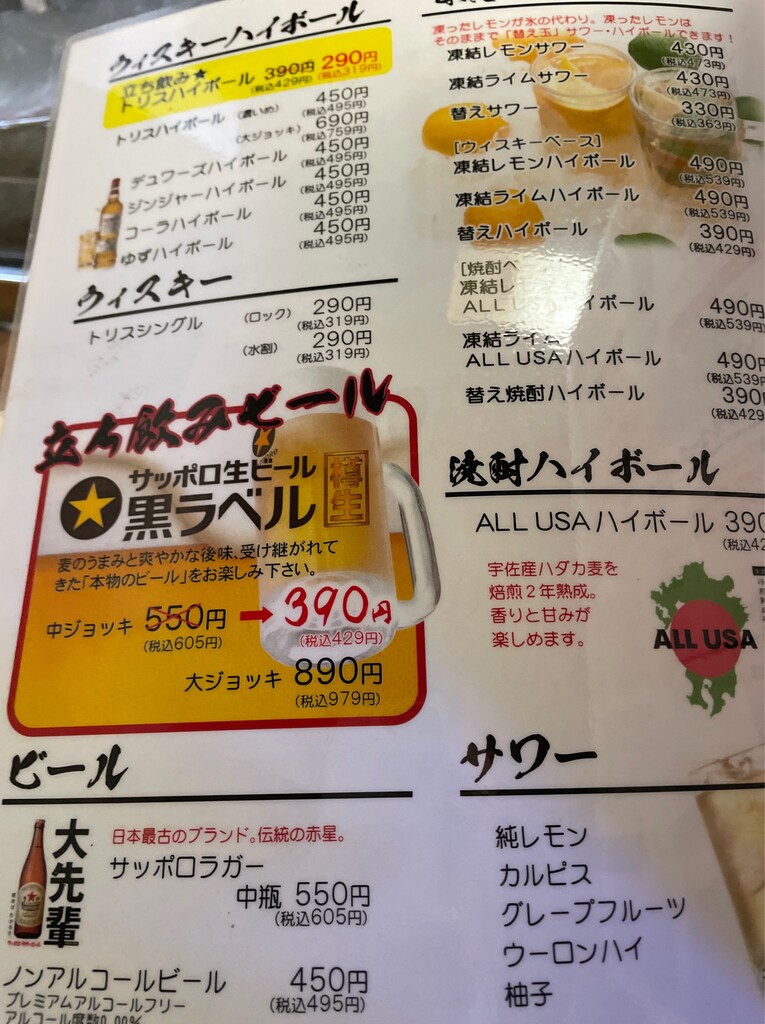 ウィスキーハイボール
立ち飲み★
トリスハイボール 390円 290円
(税込429円) (税込319円)
トリスハイボール (濃いめ) 450円
(税込495円)
(大ジョッキ) 690円
(税込759円)
デュワーズハイボール 450円
(税込495円)
ジンジャーハイボール 450円
(税込495円)
コーラハイボール 450円
(税込495円)
ゆずハイボール 450円
(税込495円)
ウィスキー
トリスシングル (ロック) 290円
(税込319円)
(水割) 290円
(税込319円)
立ち飲みビール
サッポロ生ビール
黒ラベル
樽生
麦のうまみと爽やかな後味、受け継がれて
きた「本物のビール」をお楽しみ下さい。
中ジョッキ 550円 → 390円
(税込605円) (税込429円)
大ジョッキ 890円
(税込979円)
ビール
大先輩
日本最古のブランド。伝統の赤星。
サッポロラガー
中瓶 550円
(税込605円)
ノンアルコールビール 450円
プレミアムアルコールフリー (税込495円)
アルコール度数0.00%
凍ったレモンが氷の代わり。凍ったレモンは
そのままで「替え玉」サワー・ハイボールできます!
凍結レモンサワー 430円
(税込473円)
凍結ライムサワー 430円
(税込473円)
替えサワー 330円
(税込363円)
[ウィスキーベース]
凍結レモンハイボール 490円
(税込539円)
凍結ライムハイボール 490円
(税込539円)
替えハイボール 390円
(税込429円)
[焼酎ベ
凍結レ
ALL USAハイボール 490円
(税込539円)
凍結ライム
ALL USAハイボール 490円
(税込539円
替え焼酎ハイボール 390
(税込429
焼酎ハイボール
ALL USAハイボール 390
(税込42
宇佐産ハダカ麦を
焙煎2年熟成。
香りと甘みが
楽しめます。
ALL USA
サワー
純レモン
カルピス
グレープフルーツ
ウーロンハイ
柚子